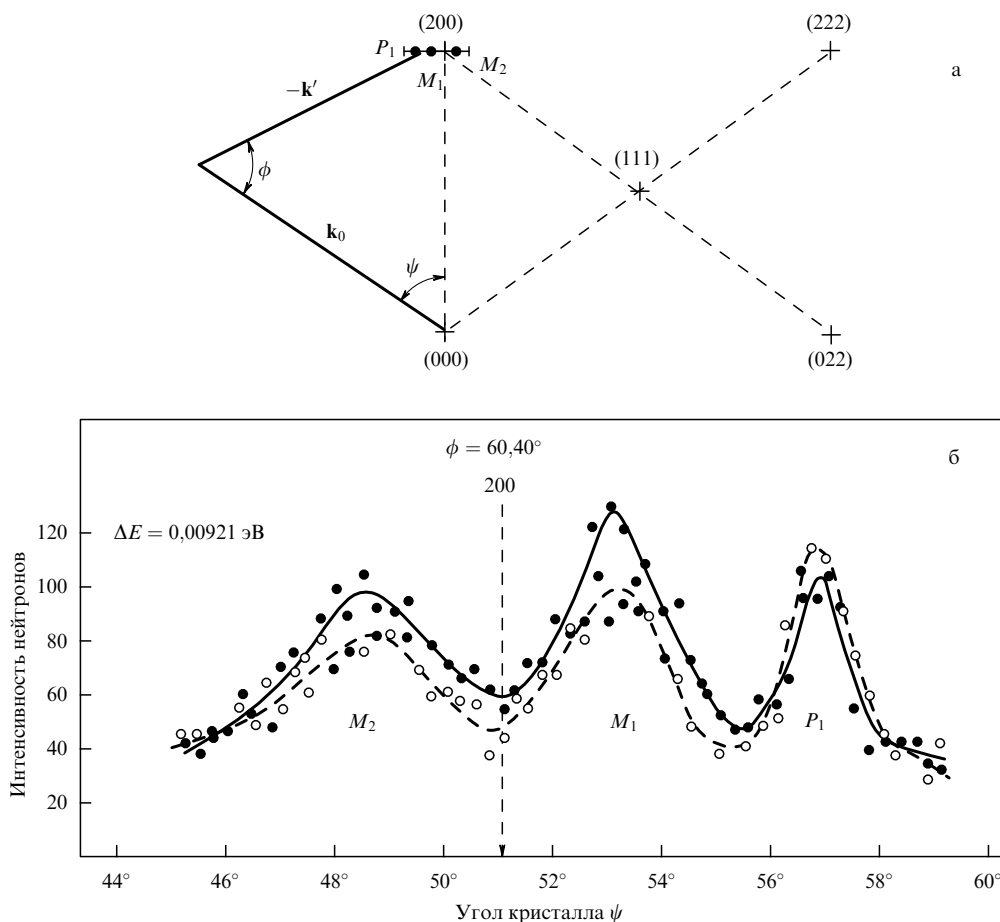 (200)
(222)
P₁
M₁
M₂
а
−k′
(111)
ϕ
k₀
ψ
(000)
(022)
ϕ = 60,40°
б
200
ΔE = 0,00921 эВ
Интенсивность нейтронов
120
100
80
60
40
20
M₂
M₁
P₁
44°
46°
48°
50°
52°
54°
56°
58°
60°
Угол кристалла ψ